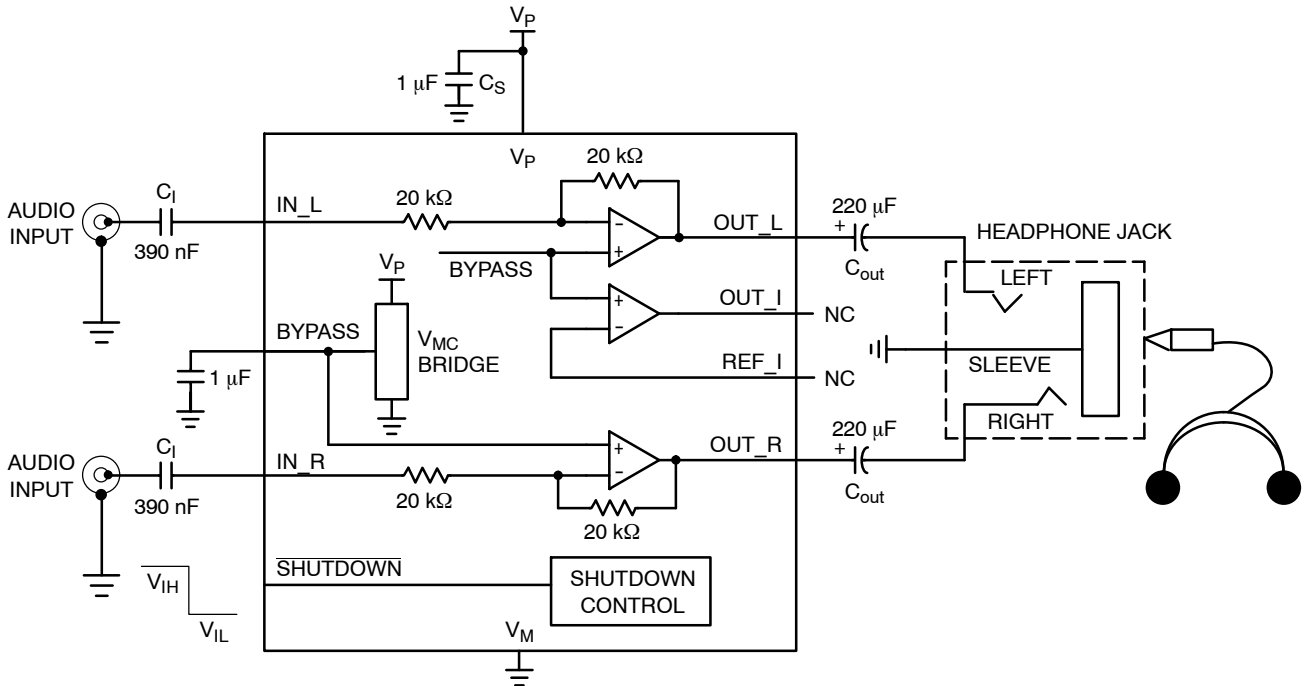 V_P
1 μF
C_S
V_P
20 kΩ
AUDIO
INPUT
C_I
390 nF
IN_L
20 kΩ
−
+
OUT_L
220 μF
+
C_out
HEADPHONE JACK
LEFT
BYPASS
V_P
+
−
OUT_I
NC
BYPASS
V_MC
BRIDGE
1 μF
REF_I
NC
SLEEVE
RIGHT
AUDIO
INPUT
C_I
390 nF
IN_R
20 kΩ
+
−
20 kΩ
OUT_R
220 μF
+
C_out
SHUTDOWN
V_IH
V_IL
SHUTDOWN
CONTROL
V_M